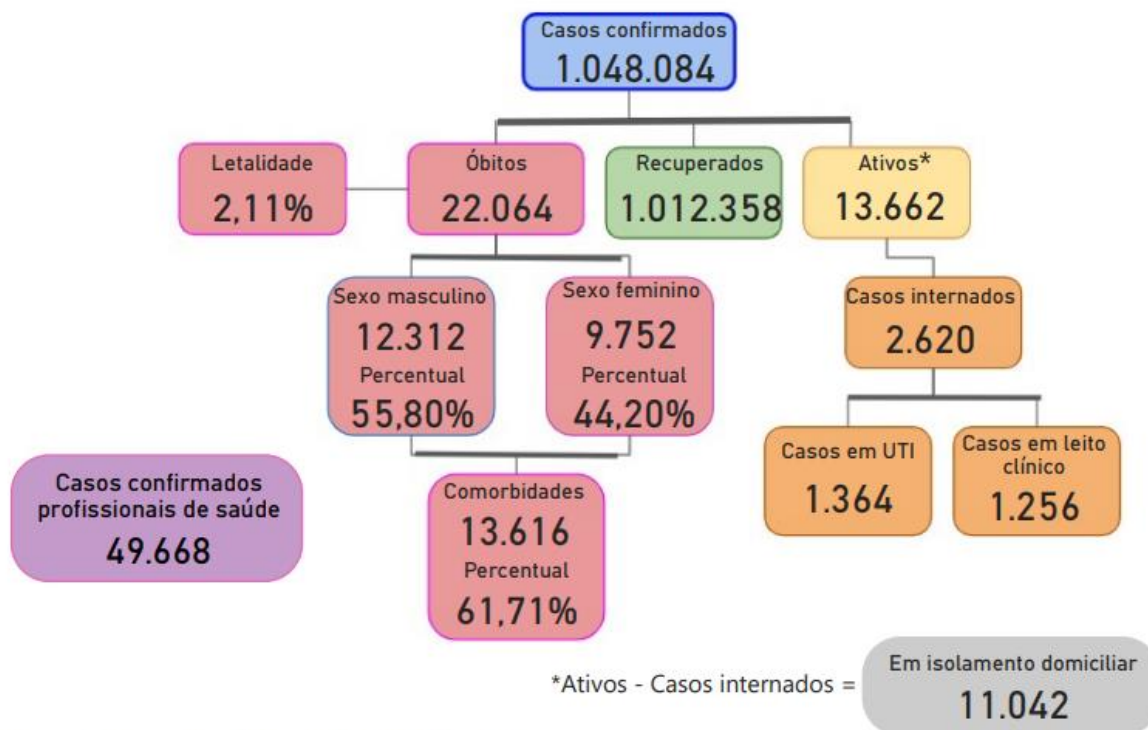 Casos confirmados
1.048.084
Letalidade
2,11%
Óbitos
22.064
Recuperados
1.012.358
Ativos*
13.662
Sexo masculino
12.312
Percentual
55,80%
Sexo feminino
9.752
Percentual
44,20%
Casos internados
2.620
Casos em UTI
1.364
Casos em leito
clínico
1.256
Casos confirmados
profissionais de saúde
49.668
Comorbidades
13.616
Percentual
61,71%
*Ativos - Casos internados =
Em isolamento domiciliar
11.042